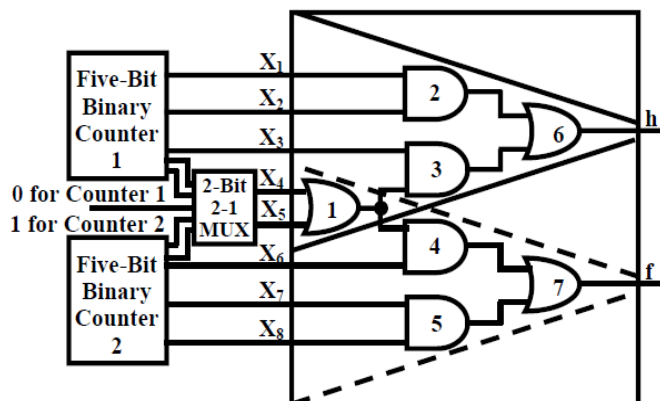 Five-Bit
Binary
Counter
1
0 for Counter 1
1 for Counter 2
Five-Bit
Binary
Counter
2
2-Bit
2-1
MUX
X1
X2
X3
X4
X5
X6
X7
X8
1
2
3
4
5
6
7
h
f